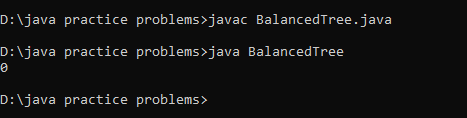 D:\java practice problems>javac BalancedTree.java
D:\java practice problems>java BalancedTree
0
D:\java practice problems>